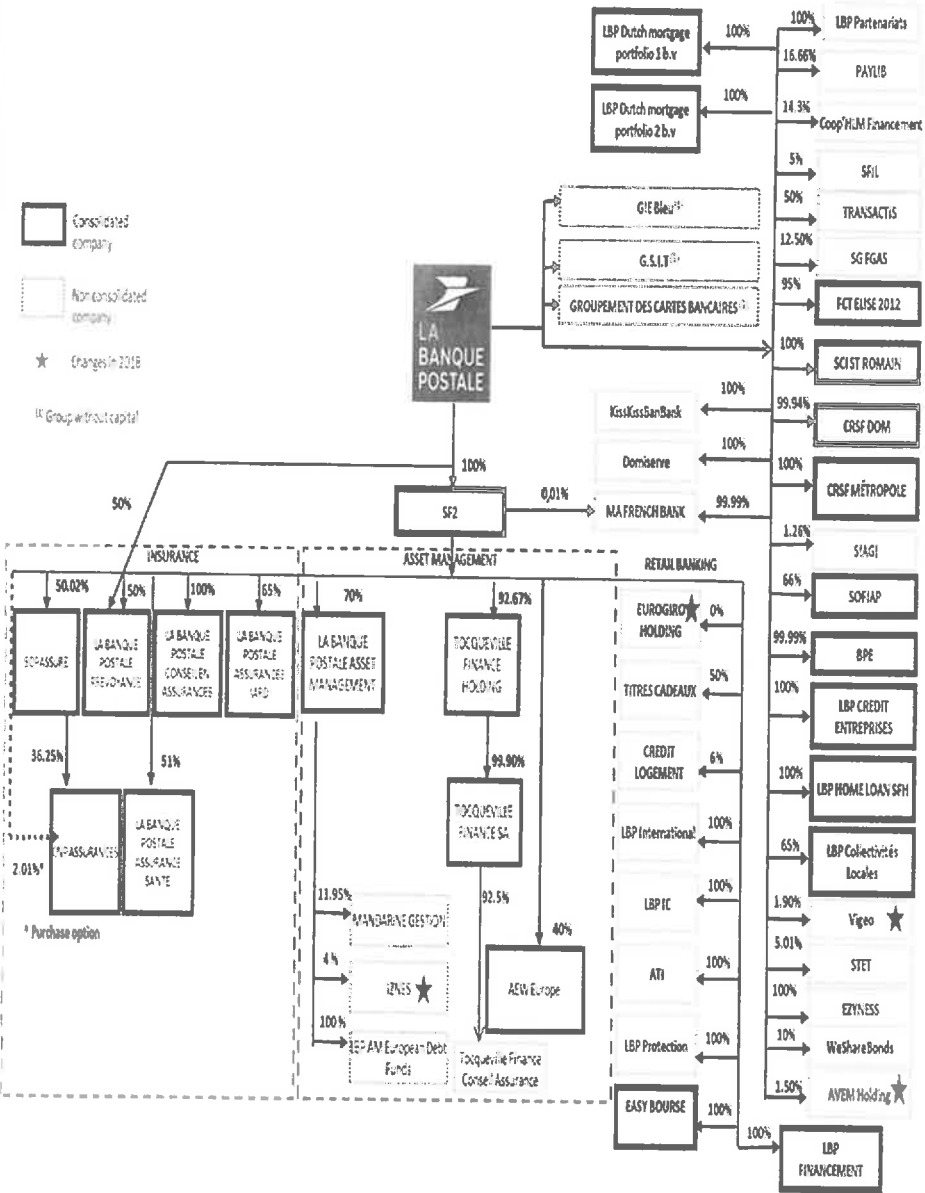 LBP Dutch mortgage
portfolio 1 b.v
100%
100%
LBP Partenariats
16.66%
PAYLIB
LBP Dutch mortgage
portfolio 2 b.v
100%
14.3%
Coop'HLM Financement
5%
SFIL
50%
TRANSACTIS
12.50%
SG FGAS
95%
FCT ELISE 2012
100%
SCI ST ROMAIN
99.94%
CRSF DOM
100%
CRSF MÉTROPOLE
1.26%
SIAGI
66%
SOFIAP
99.99%
BPE
100%
LBP CREDIT
ENTREPRISES
100%
LBP HOME LOAN SFH
65%
LBP Collectivités
Locales
1.90%
Vigeo
5.01%
STET
100%
EZYNESS
10%
WeShareBonds
1.50%
AVEM Holding
Consolidated
company
Non consolidated
company
Changes in 2018
Group without capital
LA
BANQUE
POSTALE
GIE Bleu
G.S.I.T
GROUPEMENT DES CARTES BANCAIRES
KissKissBanBank
100%
Domiserve
100%
MA FRENCH BANK
99.99%
100%
50%
SF2
0,01%
INSURANCE
50.02%
SOPASSURE
50%
LA BANQUE
POSTALE
PREVOYANCE
100%
LA BANQUE
POSTALE
CONSEIL EN
ASSURANCES
65%
LA BANQUE
POSTALE
ASSURANCES
IARD
36.25%
51%
CNP ASSURANCES
LA BANQUE
POSTALE
ASSURANCE
SANTE
2.01%*
* Purchase option
ASSET MANAGEMENT
70%
LA BANQUE
POSTALE ASSET
MANAGEMENT
92.67%
TOCQUEVILLE
FINANCE
HOLDING
99.90%
TOCQUEVILLE
FINANCE SA
92.5%
11.95%
MANDARINE GESTION
4 %
IZNES
100 %
LBP AM European Debt
Funds
Tocqueville Finance
Conseil Assurance
40%
AEW Europe
RETAIL BANKING
EUROGIRO
HOLDING
0%
TITRES CADEAUX
50%
CREDIT
LOGEMENT
6%
LBP International
100%
LBP IC
100%
ATI
100%
LBP Protection
100%
EASY BOURSE
100%
100%
LBP
FINANCEMENT